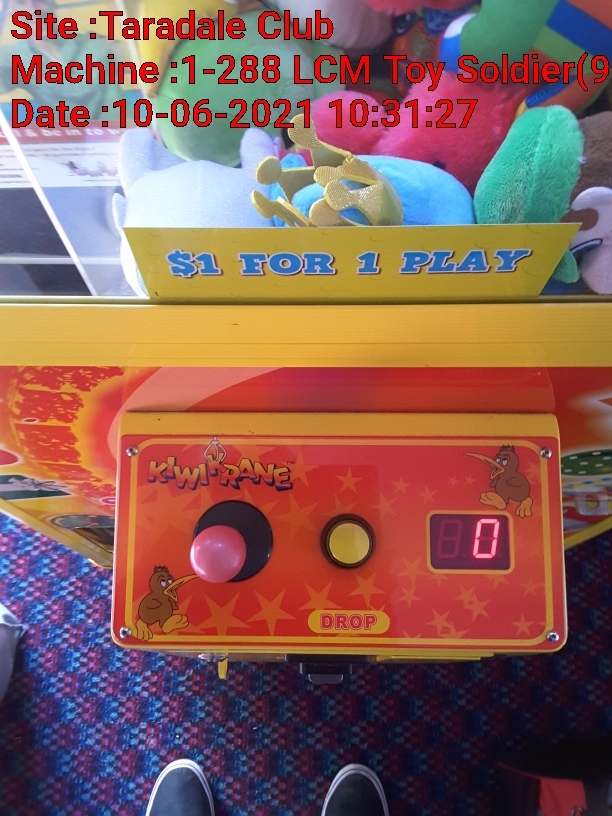 Site :Taradale Club
Machine :1-288 LCM Toy Soldier(9
Date :10-06-2021 10:31:27
$1 FOR 1 PLAY
KIWI KRANE™
0
DROP